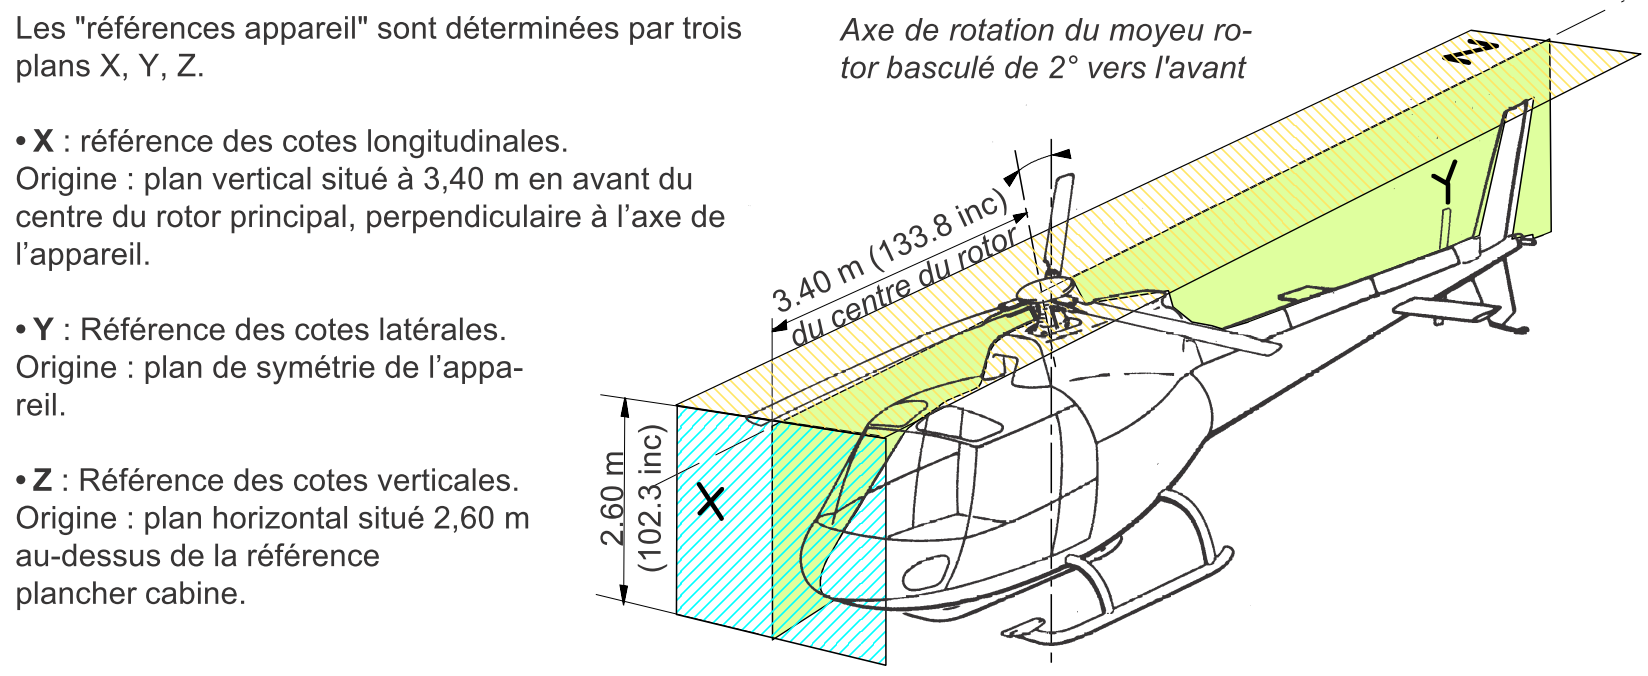 Les "références appareil" sont déterminées par trois
plans X, Y, Z.
• X : référence des cotes longitudinales.
Origine : plan vertical situé à 3,40 m en avant du
centre du rotor principal, perpendiculaire à l’axe de
l’appareil.
• Y : Référence des cotes latérales.
Origine : plan de symétrie de l’appa-
reil.
• Z : Référence des cotes verticales.
Origine : plan horizontal situé 2,60 m
au-dessus de la référence
plancher cabine.
Axe de rotation du moyeu ro-
tor basculé de 2° vers l'avant
Z
Y
3.40 m (133.8 inc)
du centre du rotor
2.60 m
(102.3 inc)
X